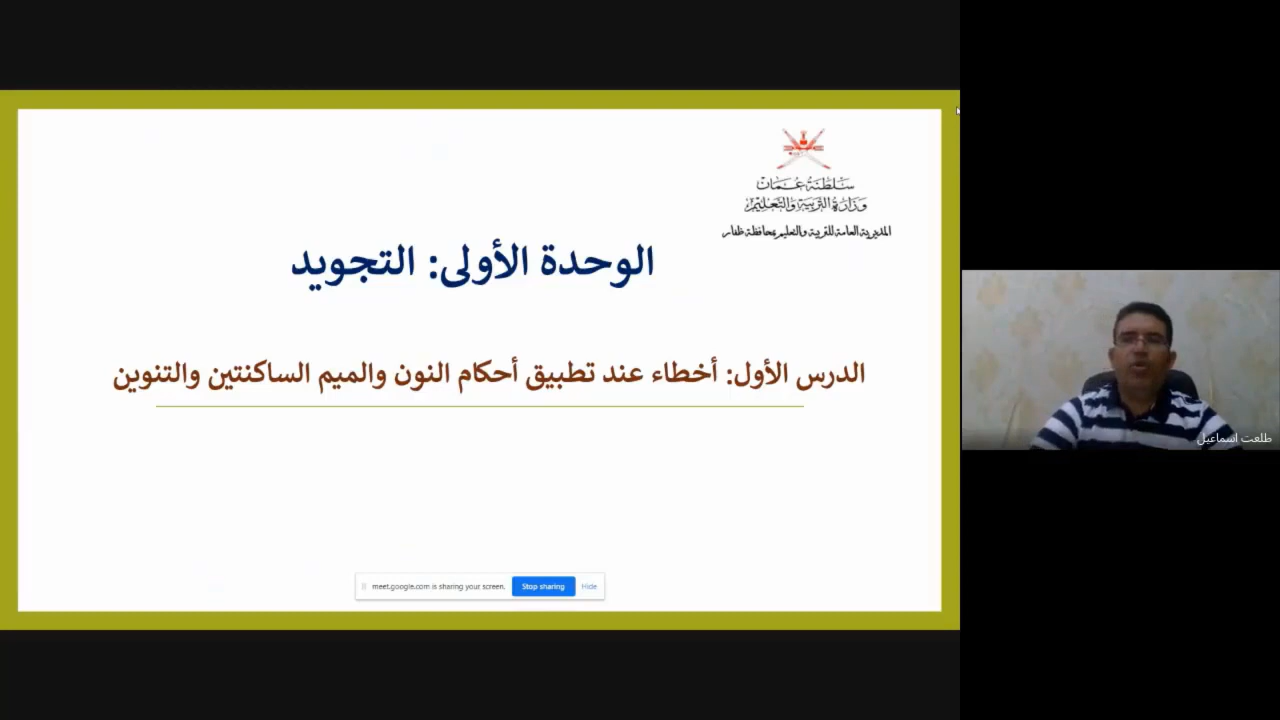 سلطنة عمان
وزارة التربية والتعليم
المديرية العامة للتربية والتعليم بمحافظة ظفار
الوحدة الأولى: التجويد
الدرس الأول: أخطاء عند تطبيق أحكام النون والميم الساكنتين والتنوين
meet.google.com is sharing your screen. Stop sharing Hide
طلعت اسماعيل